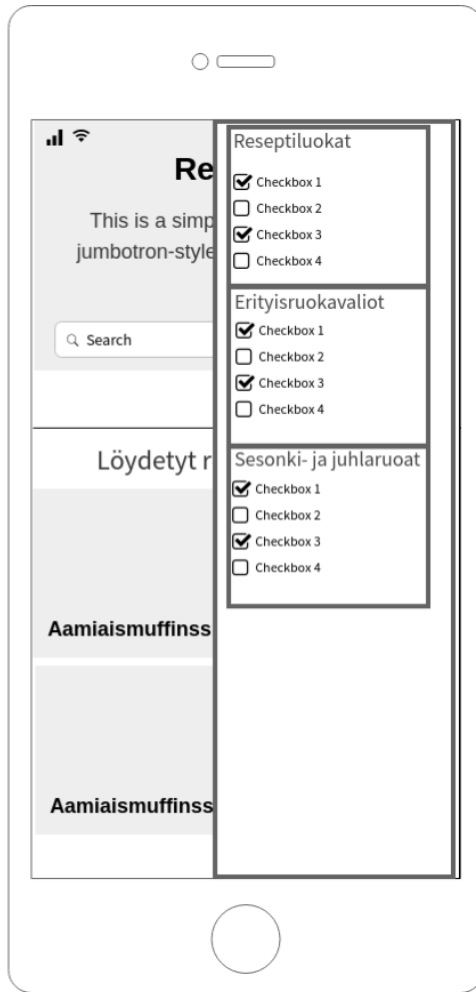 Re
This is a simp
jumbotron-style
Search
Löydetyt r
Aamiaismuffinss
Aamiaismuffinss
Reseptiluokat
Checkbox 1
Checkbox 2
Checkbox 3
Checkbox 4
Erityisruokavaliot
Checkbox 1
Checkbox 2
Checkbox 3
Checkbox 4
Sesonki- ja juhlaruoat
Checkbox 1
Checkbox 2
Checkbox 3
Checkbox 4